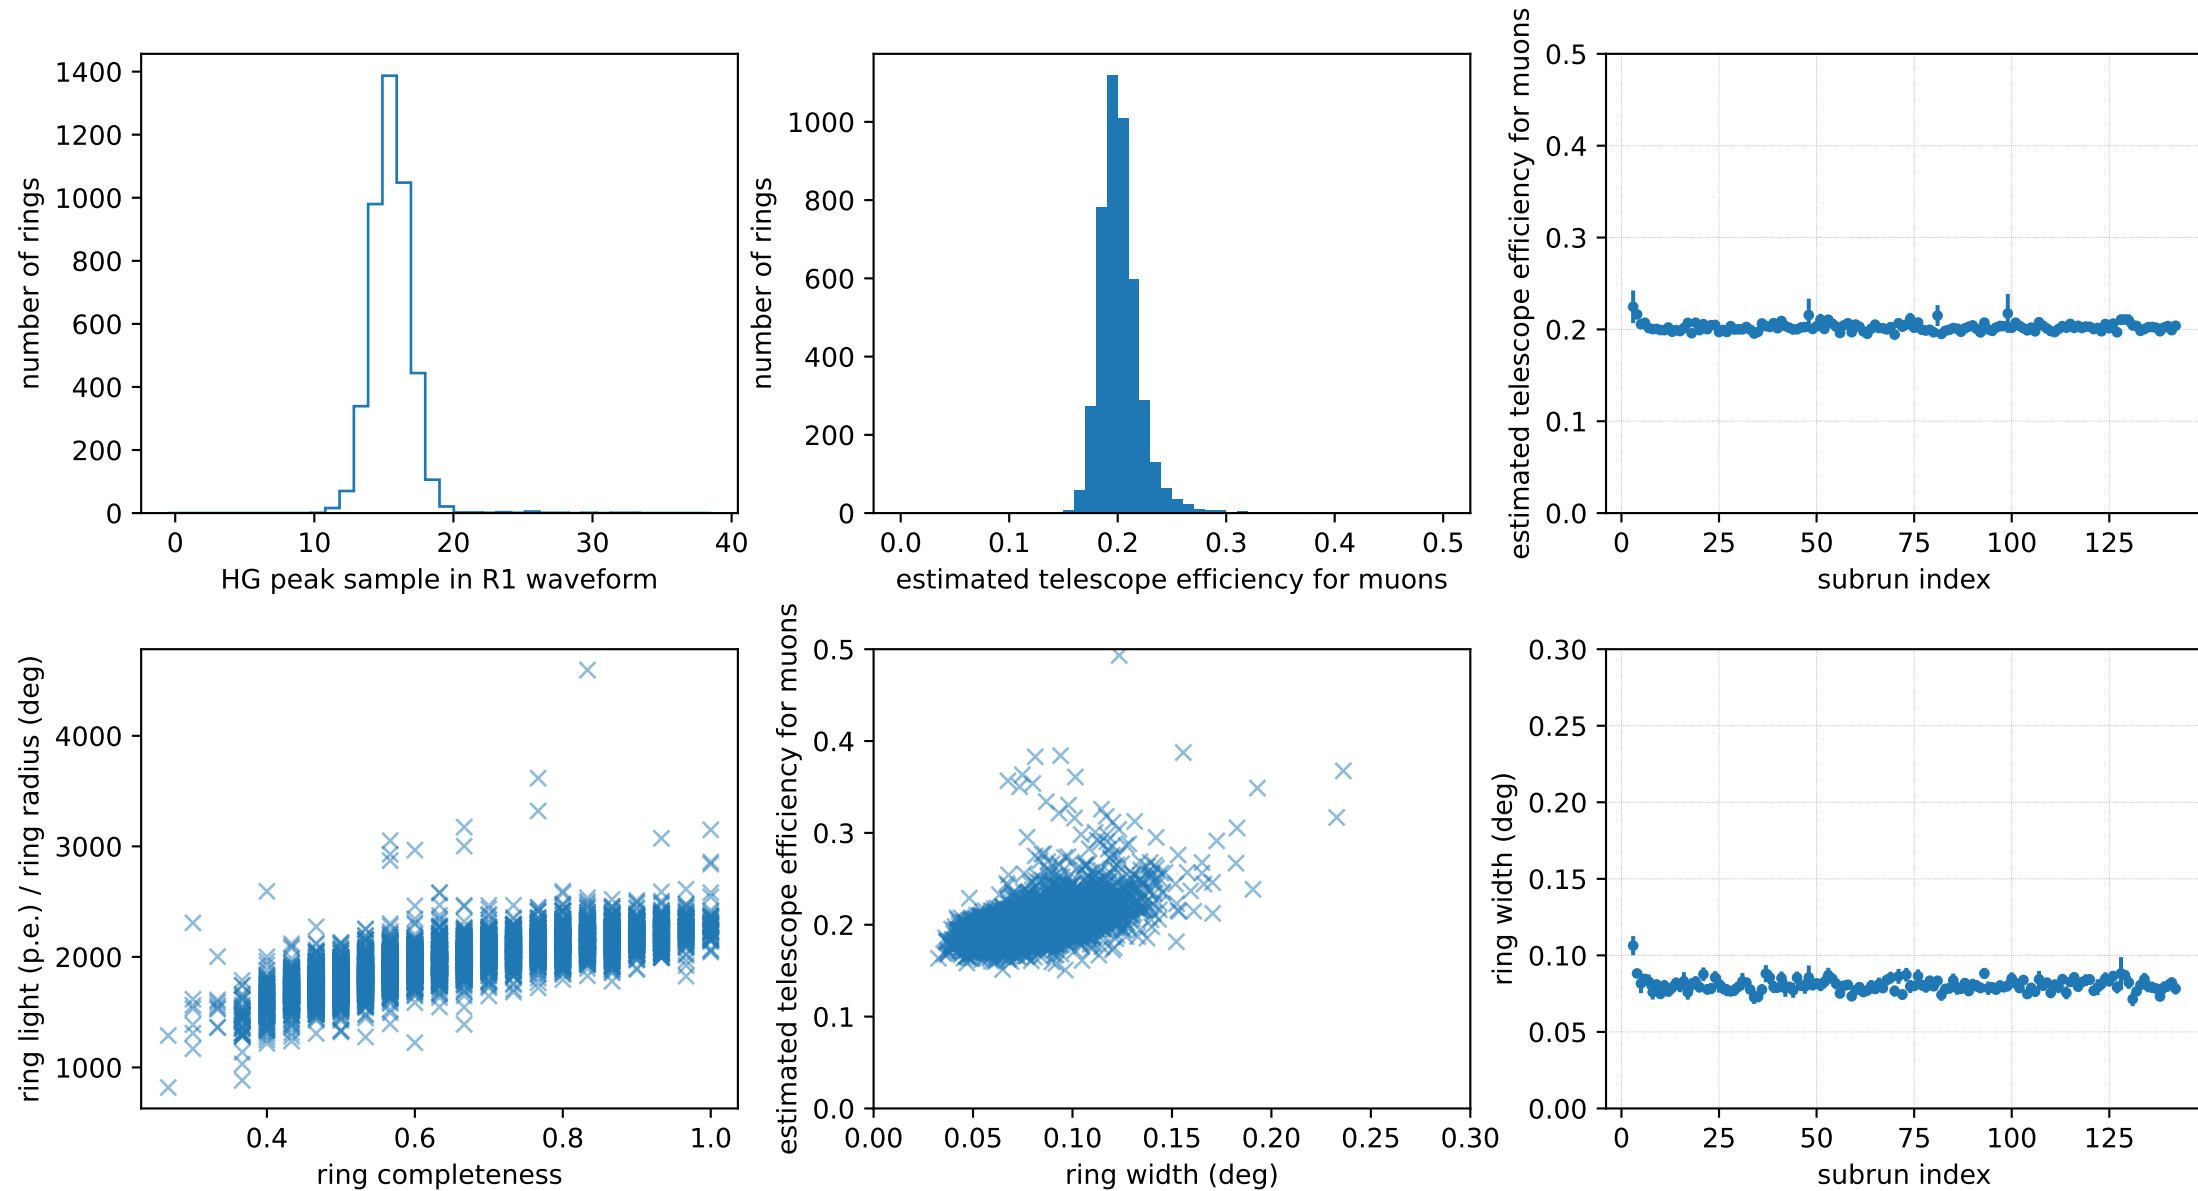 1400
1200
1000
800
600
400
200
0
number of rings
0 10 20 30 40
HG peak sample in R1 waveform
1000
800
600
400
200
0
number of rings
0.0 0.1 0.2 0.3 0.4 0.5
estimated telescope efficiency for muons
0.5
0.4
0.3
0.2
0.1
0.0
estimated telescope efficiency for muons
0 25 50 75 100 125
subrun index
4000
3000
2000
1000
ring light (p.e.) / ring radius (deg)
0.4 0.6 0.8 1.0
ring completeness
0.5
0.4
0.3
0.2
0.1
0.0
estimated telescope efficiency for muons
0.00 0.05 0.10 0.15 0.20 0.25 0.30
ring width (deg)
0.30
0.25
0.20
0.15
0.10
0.05
0.00
ring width (deg)
0 25 50 75 100 125
subrun index